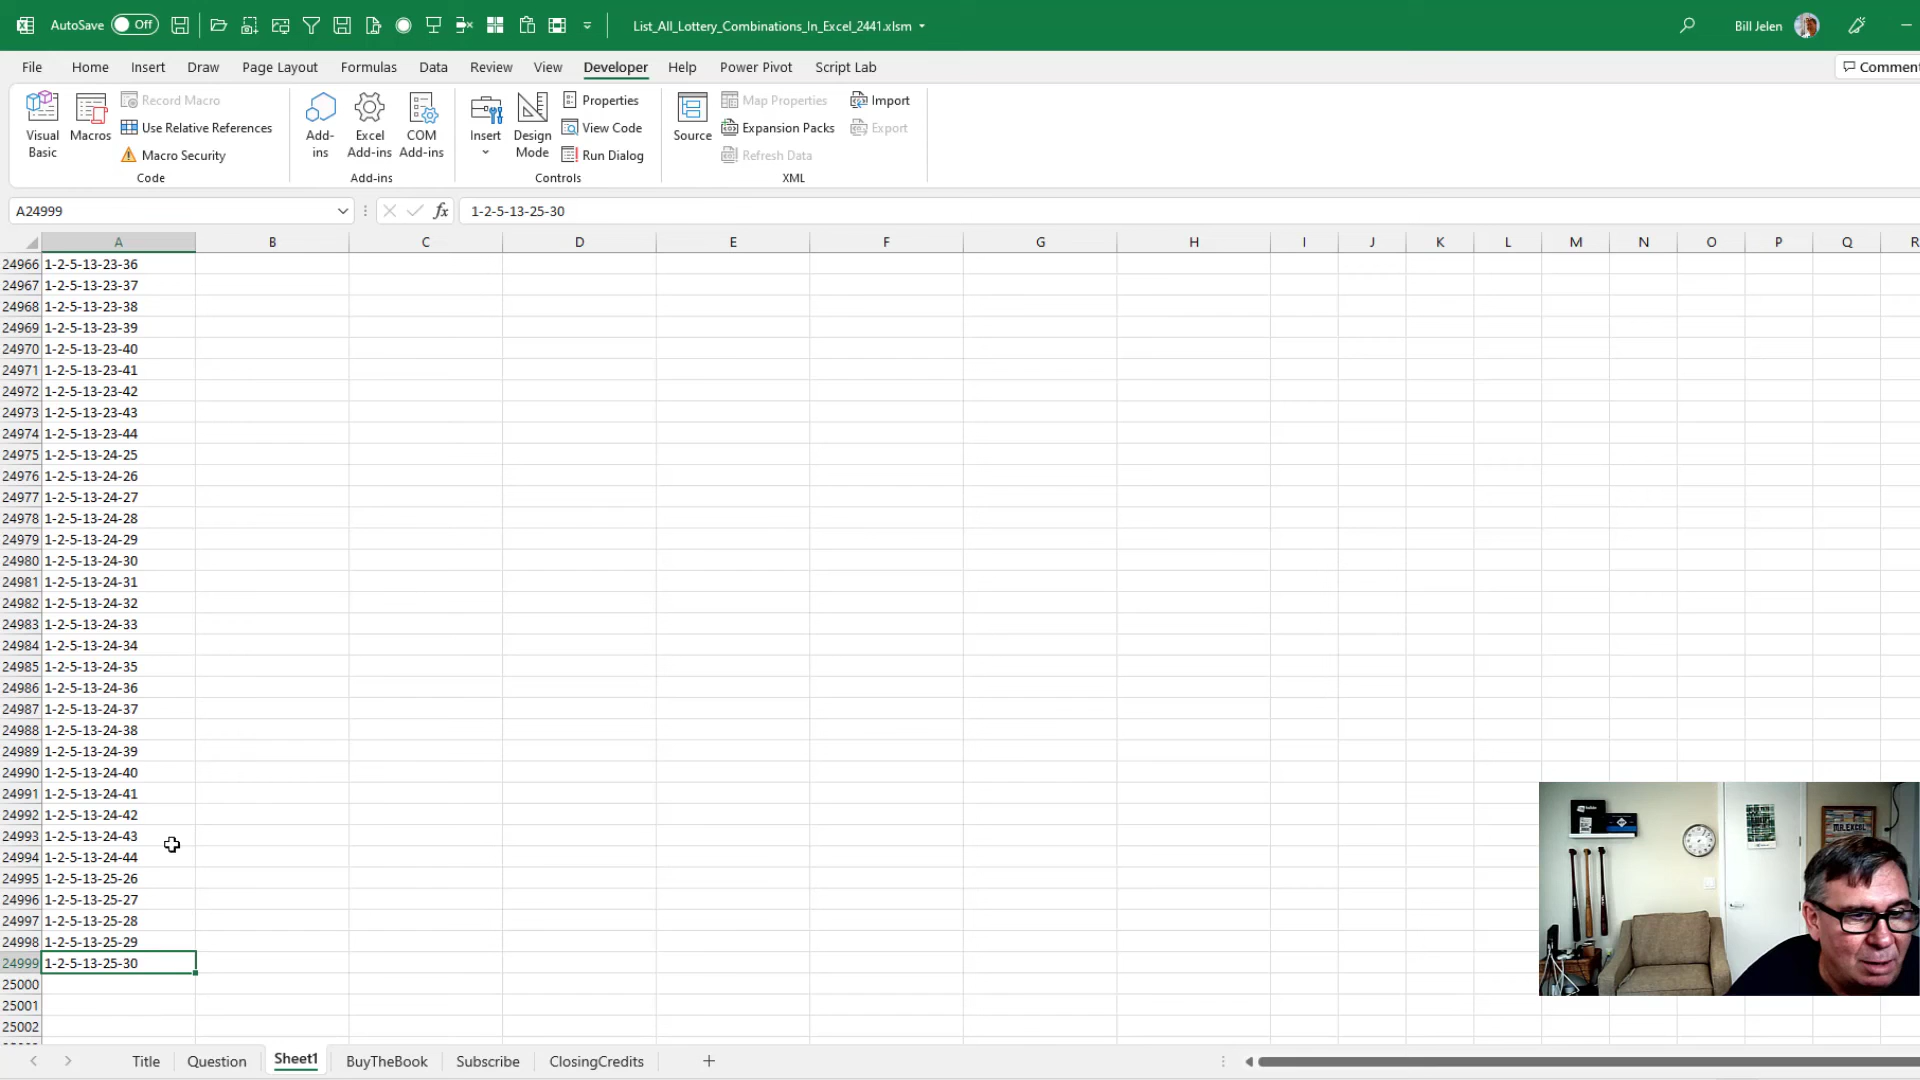 AutoSave Off List_All_Lottery_Combinations_In_Excel_2441.xlsm Bill Jelen
File Home Insert Draw Page Layout Formulas Data Review View Developer Help Power Pivot Script Lab Comment
Visual Basic
Macros
Record Macro
Use Relative References
Macro Security
Code
Add-ins
Excel Add-ins
COM Add-ins
Add-ins
Insert
Design Mode
Properties
View Code
Run Dialog
Controls
Source
Map Properties
Expansion Packs
Refresh Data
Import
Export
XML
A24999 fx 1-2-5-13-25-30
A B C D E F G H I J K L M N O P Q R
24966 1-2-5-13-23-36
24967 1-2-5-13-23-37
24968 1-2-5-13-23-38
24969 1-2-5-13-23-39
24970 1-2-5-13-23-40
24971 1-2-5-13-23-41
24972 1-2-5-13-23-42
24973 1-2-5-13-23-43
24974 1-2-5-13-23-44
24975 1-2-5-13-24-25
24976 1-2-5-13-24-26
24977 1-2-5-13-24-27
24978 1-2-5-13-24-28
24979 1-2-5-13-24-29
24980 1-2-5-13-24-30
24981 1-2-5-13-24-31
24982 1-2-5-13-24-32
24983 1-2-5-13-24-33
24984 1-2-5-13-24-34
24985 1-2-5-13-24-35
24986 1-2-5-13-24-36
24987 1-2-5-13-24-37
24988 1-2-5-13-24-38
24989 1-2-5-13-24-39
24990 1-2-5-13-24-40
24991 1-2-5-13-24-41
24992 1-2-5-13-24-42
24993 1-2-5-13-24-43
24994 1-2-5-13-24-44
24995 1-2-5-13-25-26
24996 1-2-5-13-25-27
24997 1-2-5-13-25-28
24998 1-2-5-13-25-29
24999 1-2-5-13-25-30
25000
25001
25002
MREXCEL
Title Question Sheet1 BuyTheBook Subscribe ClosingCredits